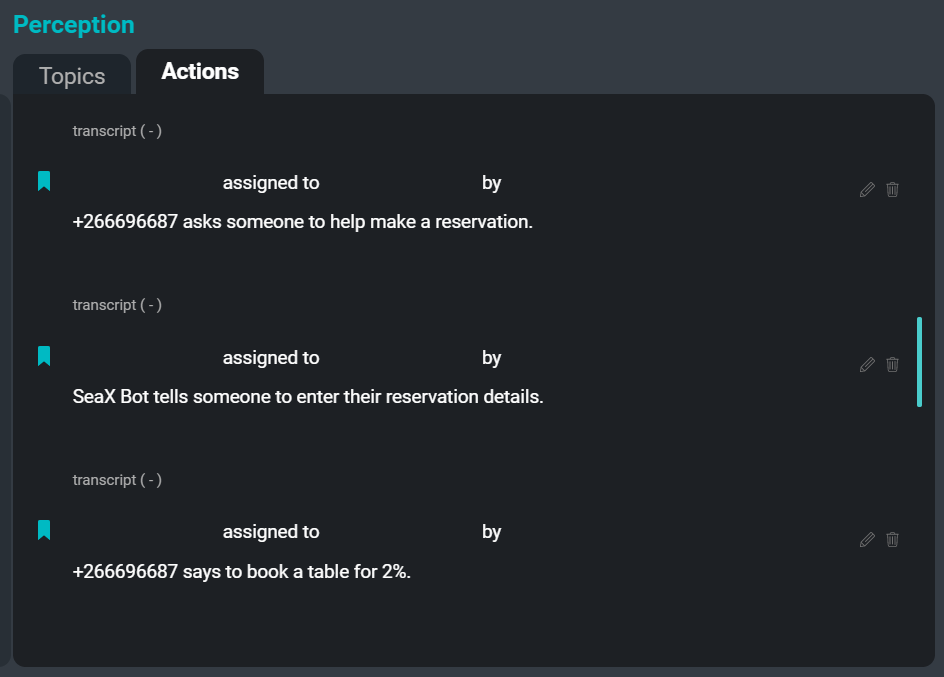 Perception
Topics
Actions
transcript ( - )
assigned to by
+266696687 asks someone to help make a reservation.
transcript ( - )
assigned to by
SeaX Bot tells someone to enter their reservation details.
transcript ( - )
assigned to by
+266696687 says to book a table for 2%.